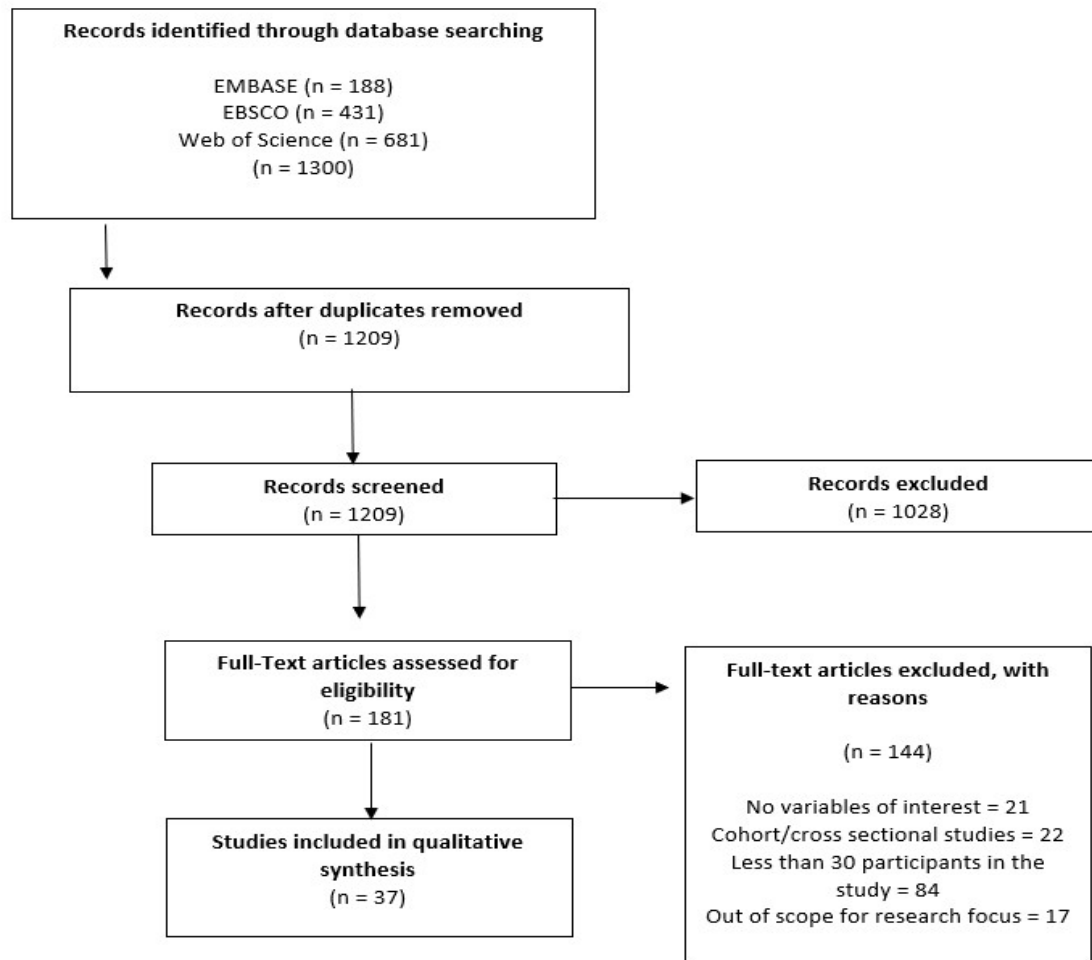 Records identified through database searching
EMBASE (n = 188)
EBSCO (n = 431)
Web of Science (n = 681)
(n = 1300)
Records after duplicates removed
(n = 1209)
Records screened
(n = 1209)
Records excluded
(n = 1028)
Full-Text articles assessed for
eligibility
(n = 181)
Full-text articles excluded, with
reasons
(n = 144)
No variables of interest = 21
Cohort/cross sectional studies = 22
Less than 30 participants in the
study = 84
Out of scope for research focus = 17
Studies included in qualitative
synthesis
(n = 37)